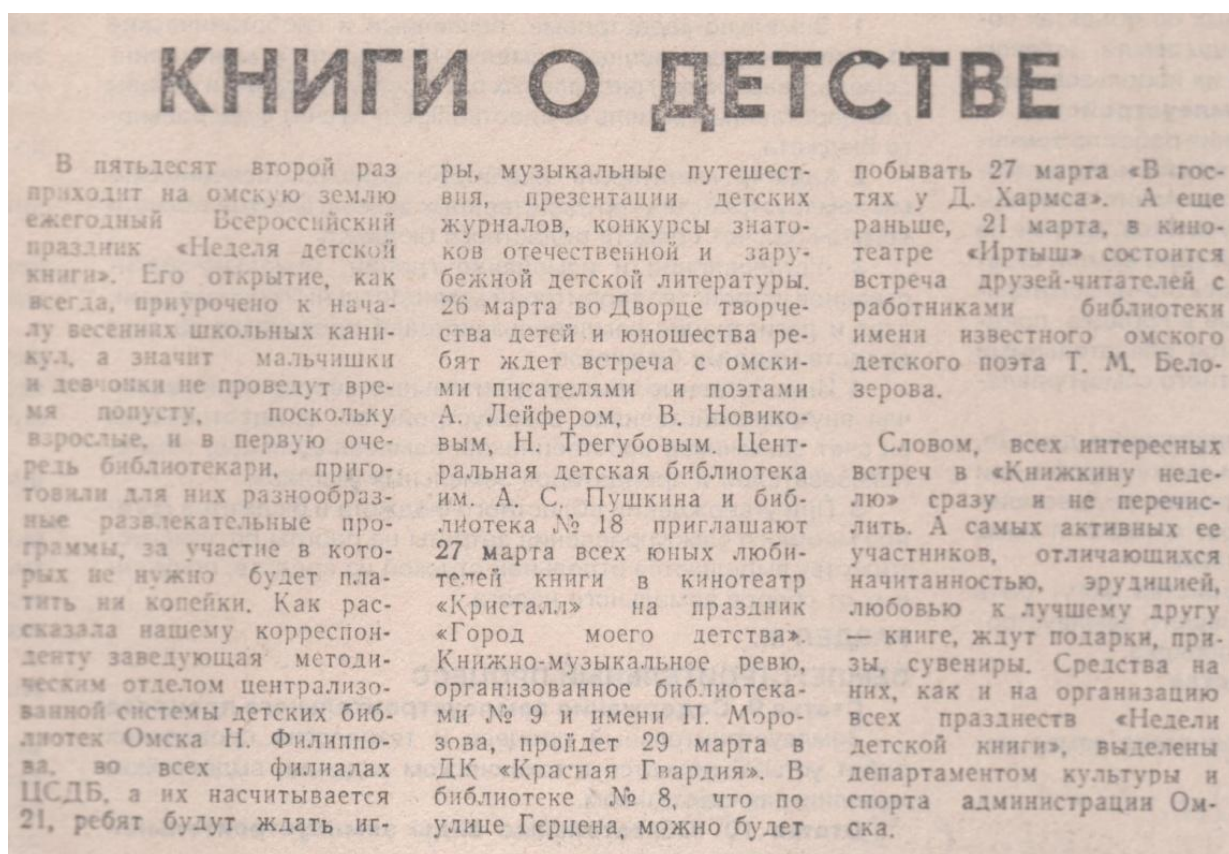 КНИГИ О ДЕТСТВЕ
В пятьдесят второй раз
приходит на омскую землю
ежегодный Всероссийский
праздник «Неделя детской
книги». Его открытие, как
всегда, приурочено к нача-
лу весенних школьных кани-
кул, а значит мальчишки
и девчонки не проведут вре-
мя попусту, поскольку
взрослые, и в первую оче-
редь библиотекари, приго-
товили для них разнообраз-
ные развлекательные про-
граммы, за участие в кото-
рых не нужно будет пла-
тить ни копейки. Как рас-
сказала нашему корреспон-
денту заведующая методи-
ческим отделом централизо-
ванной системы детских биб-
лиотек Омска Н. Филиппо-
ва, во всех филиалах
ЦСДБ, а их насчитывается
21, ребят будут ждать иг-
ры, музыкальные путешест-
вия, презентации детских
журналов, конкурсы знато-
ков отечественной и зару-
бежной детской литературы.
26 марта во Дворце творче-
ства детей и юношества ре-
бят ждет встреча с омски-
ми писателями и поэтами
А. Лейфером, В. Новико-
вым, Н. Трегубовым. Цент-
ральная детская библиотека
им. А. С. Пушкина и биб-
лиотека № 18 приглашают
27 марта всех юных люби-
телей книги в кинотеатр
«Кристалл» на праздник
«Город моего детства».
Книжно-музыкальное ревю,
организованное библиотека-
ми № 9 и имени П. Моро-
зова, пройдет 29 марта в
ДК «Красная Гвардия». В
библиотеке № 8, что по
улице Герцена, можно будет
побывать 27 марта «В гос-
тях у Д. Хармса». А еще
раньше, 21 марта, в кино-
театре «Иртыш» состоится
встреча друзей-читателей с
работниками библиотеки
имени известного омского
детского поэта Т. М. Бело-
зерова.
Словом, всех интересных
встреч в «Книжкину неде-
лю» сразу и не перечис-
лить. А самых активных ее
участников, отличающихся
начитанностью, эрудицией,
любовью к лучшему другу
— книге, ждут подарки, при-
зы, сувениры. Средства на
них, как и на организацию
всех празднеств «Недели
детской книги», выделены
департаментом культуры и
спорта администрации Ом-
ска.